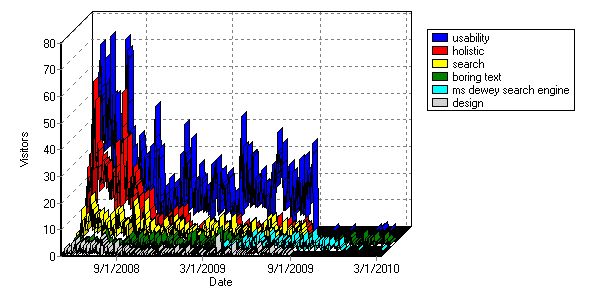 80
70
60
50
40
30
20
10
0
Visitors
9/1/2008 3/1/2009 9/1/2009 3/1/2010
Date
usability
holistic
search
boring text
ms dewey search engine
design